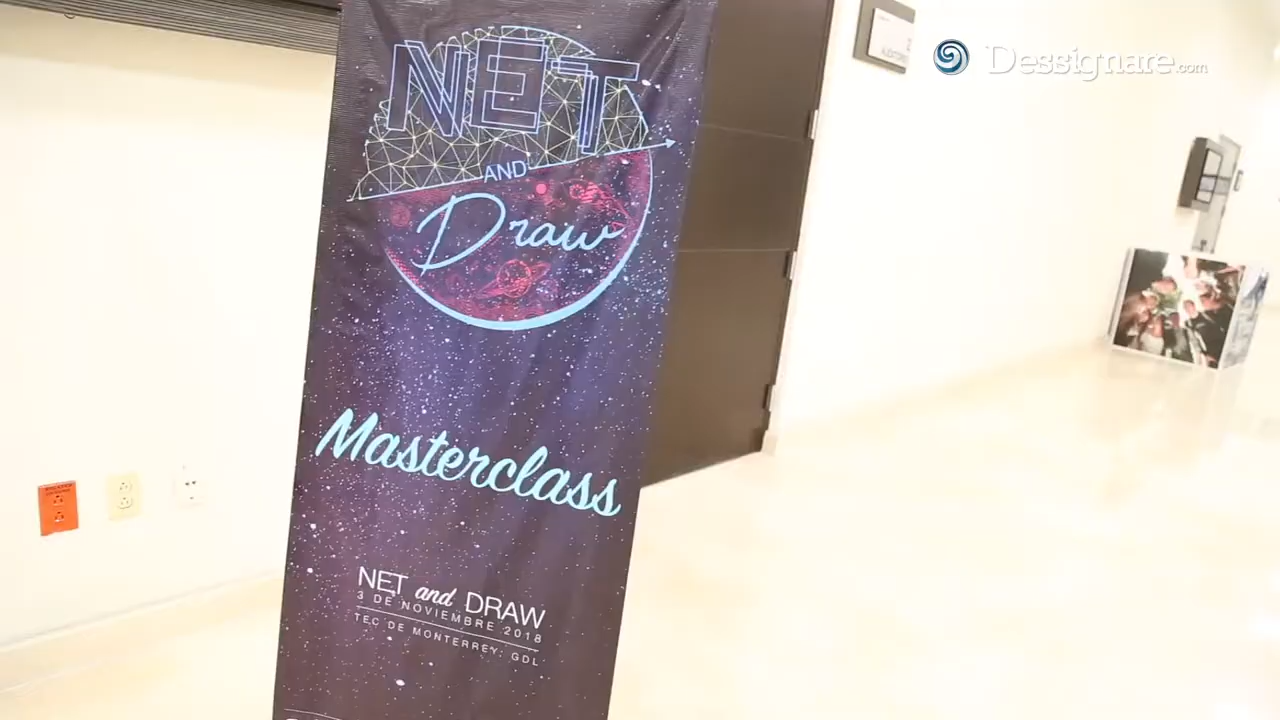 NET
AND
Draw
Masterclass
NET and DRAW
3 DE NOVIEMBRE 2018
TEC DE MONTERREY, GDL
Dessignare.com